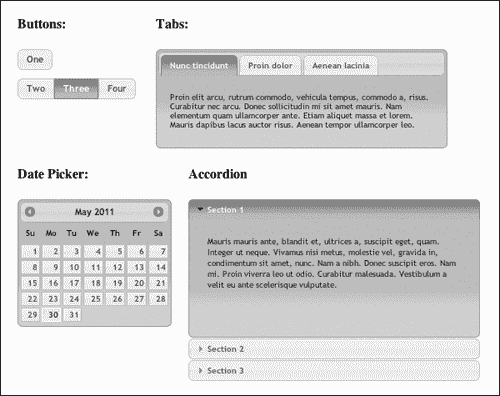 Buttons:
One
Two Three Four
Tabs:
Nunc tincidunt Proin dolor Aenean lacinia
Proin elit arcu, rutrum commodo, vehicula tempus, commodo a, risus.
Curabitur nec arcu. Donec sollicitudin mi sit amet mauris. Nam
elementum quam ullamcorper ante. Etiam aliquet massa et lorem.
Mauris dapibus lacus auctor risus. Aenean tempor ullamcorper leo.
Date Picker:
May 2011
Su Mo Tu We Th Fr Sa
1 2 3 4 5 6 7
8 9 10 11 12 13 14
15 16 17 18 19 20 21
22 23 24 25 26 27 28
29 30 31
Accordion
Section 1
Mauris mauris ante, blandit et, ultrices a, suscipit eget, quam.
Integer ut neque. Vivamus nisi metus, molestie vel, gravida in,
condimentum sit amet, nunc. Nam a nibh. Donec suscipit eros. Nam
mi. Proin viverra leo ut odio. Curabitur malesuada. Vestibulum a
velit eu ante scelerisque vulputate.
Section 2
Section 3